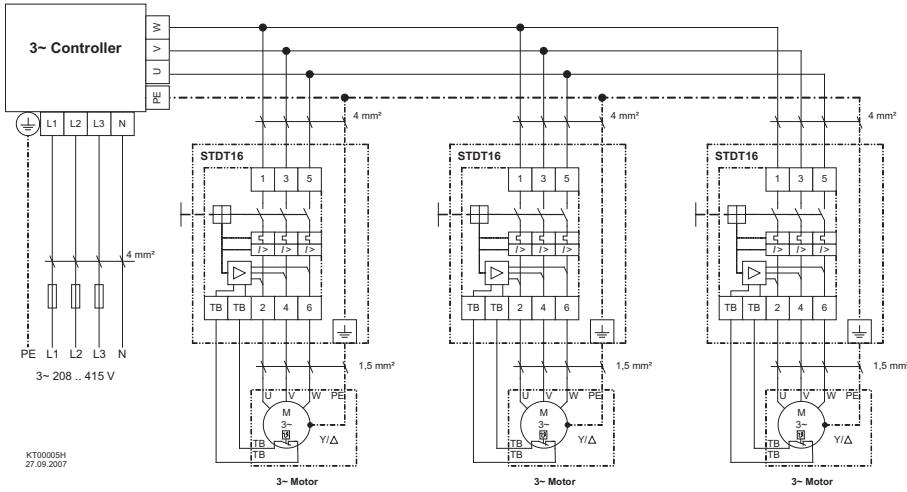 3~ Controller
W
V
U
PE
L1 L2 L3 N
4 mm²
PE L1 L2 L3 N
3~ 208 .. 415 V
4 mm²
STDT16
1 3 5
I > I > I >
TB TB 2 4 6
1,5 mm²
U V W PE
M
3~
Y/Δ
TB
TB
3~ Motor
4 mm²
STDT16
1 3 5
I > I > I >
TB TB 2 4 6
1,5 mm²
U V W PE
M
3~
Y/Δ
TB
TB
3~ Motor
4 mm²
STDT16
1 3 5
I > I > I >
TB TB 2 4 6
1,5 mm²
U V W PE
M
3~
Y/Δ
TB
TB
3~ Motor
KT00005H
27.09.2007